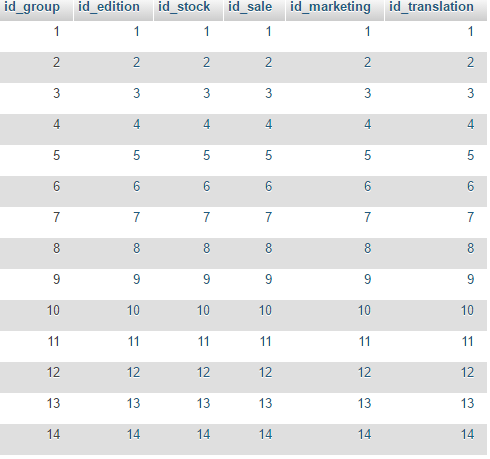 id_group id_edition id_stock id_sale id_marketing id_translation
1 1 1 1 1 1
2 2 2 2 2 2
3 3 3 3 3 3
4 4 4 4 4 4
5 5 5 5 5 5
6 6 6 6 6 6
7 7 7 7 7 7
8 8 8 8 8 8
9 9 9 9 9 9
10 10 10 10 10 10
11 11 11 11 11 11
12 12 12 12 12 12
13 13 13 13 13 13
14 14 14 14 14 14